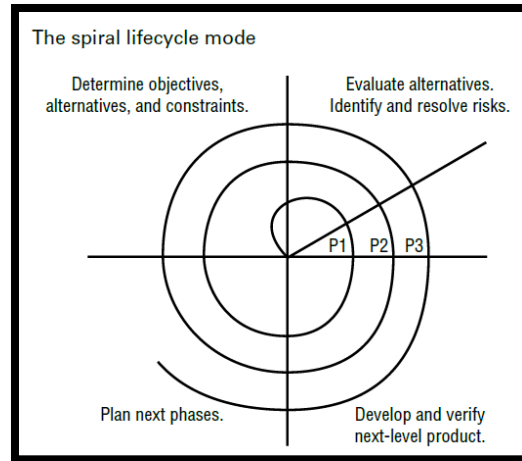 The spiral lifecycle mode
Determine objectives,
alternatives, and constraints.
Evaluate alternatives.
Identify and resolve risks.
P1
P2
P3
Plan next phases.
Develop and verify
next-level product.